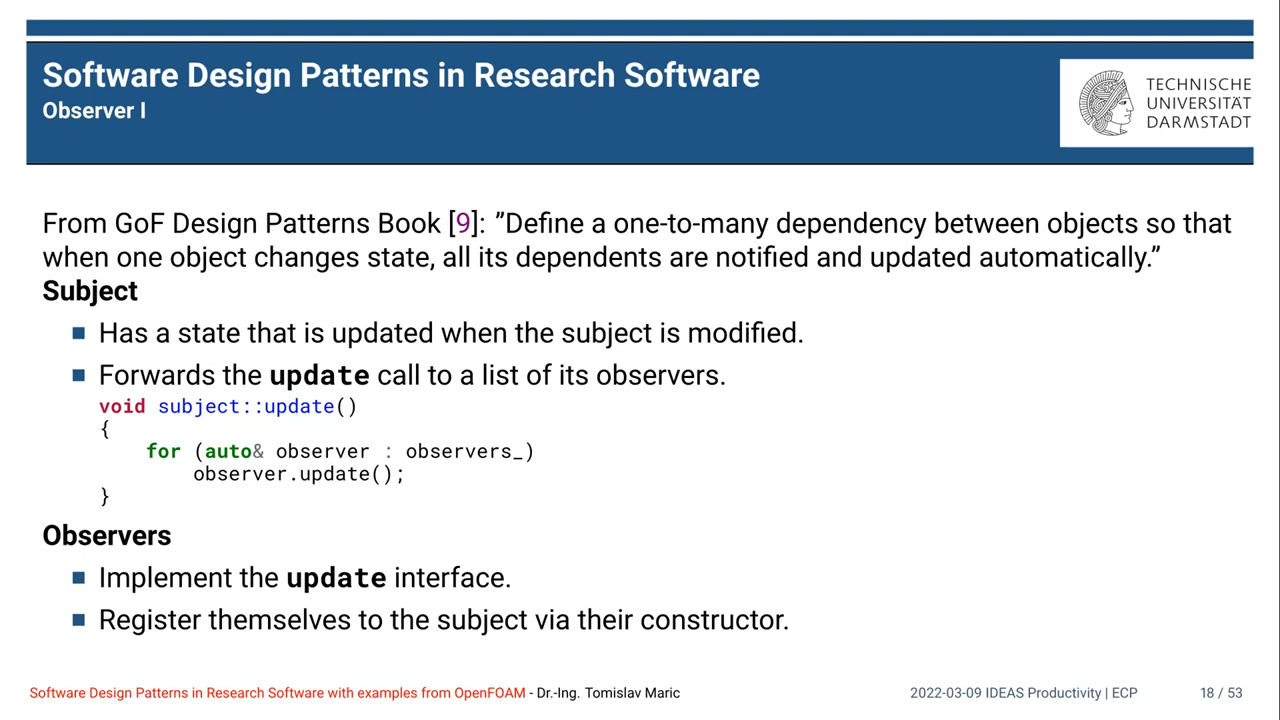 Software Design Patterns in Research Software
Observer I
TECHNISCHE
UNIVERSITÄT
DARMSTADT
From GoF Design Patterns Book [9]: ”Define a one-to-many dependency between objects so that
when one object changes state, all its dependents are notified and updated automatically.”
Subject
Has a state that is updated when the subject is modified.
Forwards the update call to a list of its observers.
void subject::update()
{
    for (auto& observer : observers_)
        observer.update();
}
Observers
Implement the update interface.
Register themselves to the subject via their constructor.
Software Design Patterns in Research Software with examples from OpenFOAM - Dr.-Ing. Tomislav Maric
2022-03-09 IDEAS Productivity | ECP
18 / 53